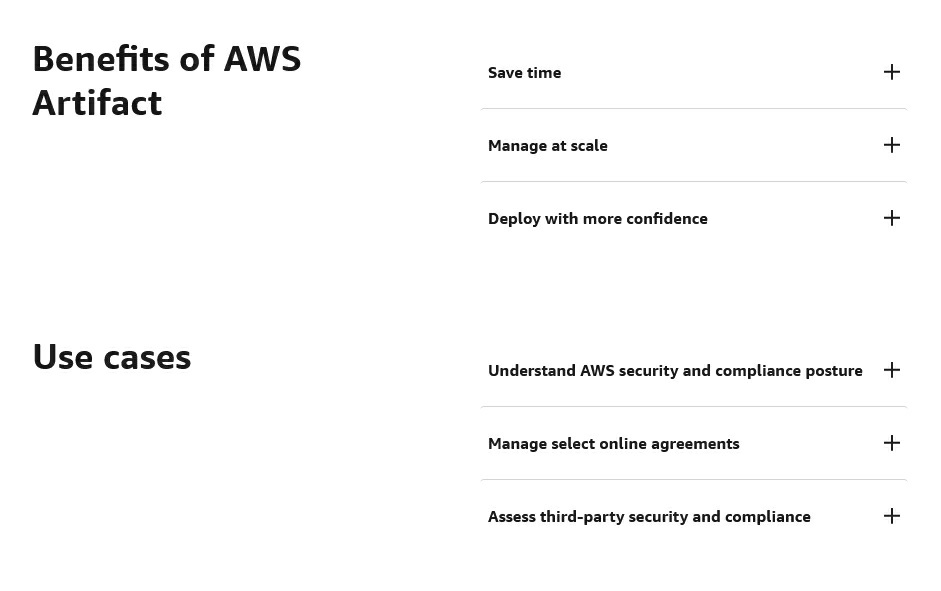 Benefits of AWS
Artifact
Save time
Manage at scale
Deploy with more confidence
Use cases
Understand AWS security and compliance posture
Manage select online agreements
Assess third-party security and compliance